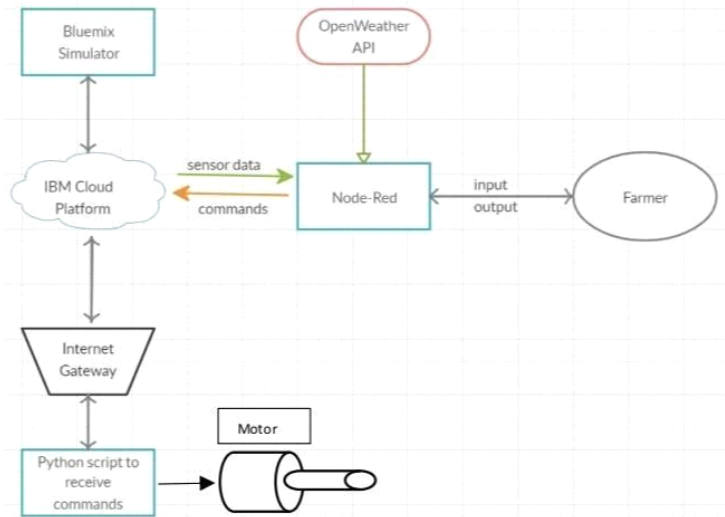 Bluemix
Simulator
OpenWeather
API
IBM Cloud
Platform
sensor data
commands
Node-Red
input
output
Farmer
Internet
Gateway
Motor
Python script to
receive
commands